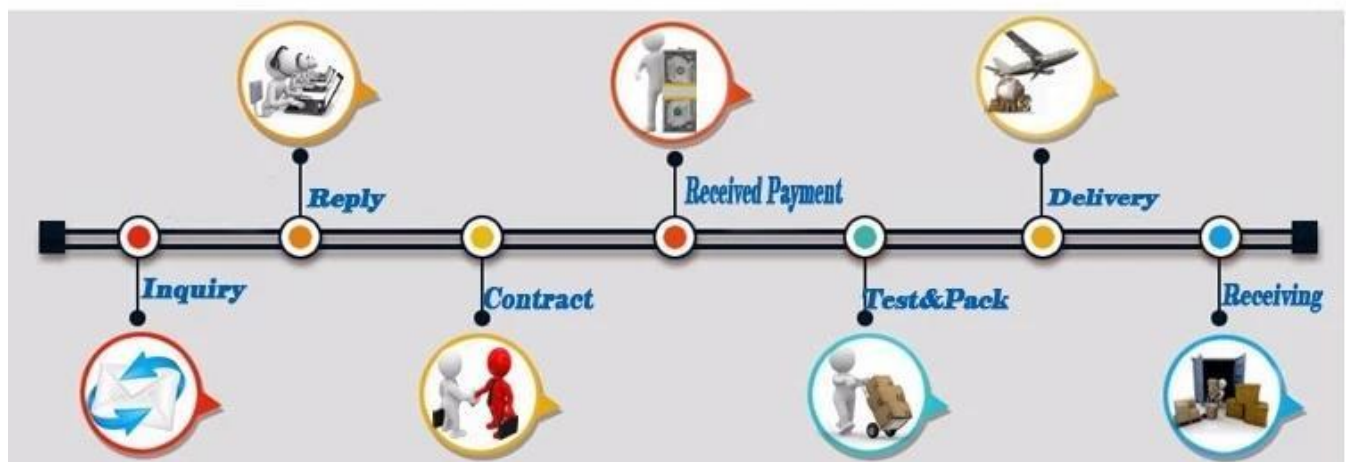 Inquiry
Reply
Contract
Received Payment
Test&Pack
Delivery
Receiving